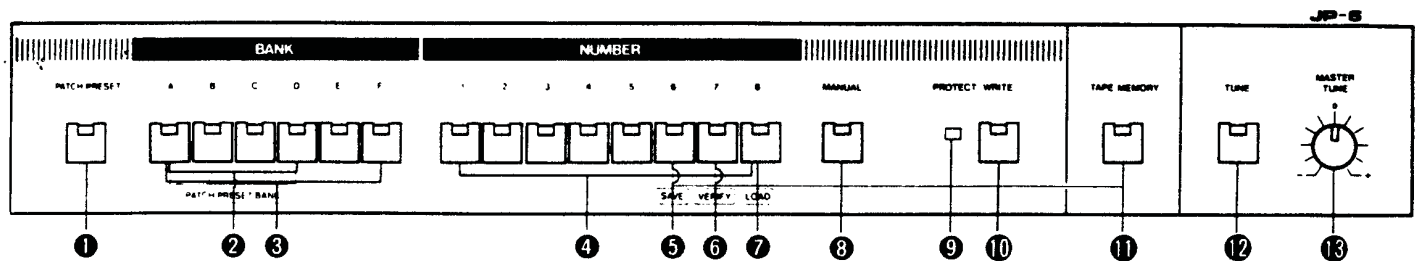 JP-6
BANK NUMBER
PATCH PRESET A B C D E F 1 2 3 4 5 6 7 8 MANUAL PROTECT WRITE TAPE MEMORY TUNE MASTER TUNE
0
- +
PATCH PRESET BANK SAVE VERIFY LOAD
1 2 3 4 5 6 7 8 9 10 11 12 13